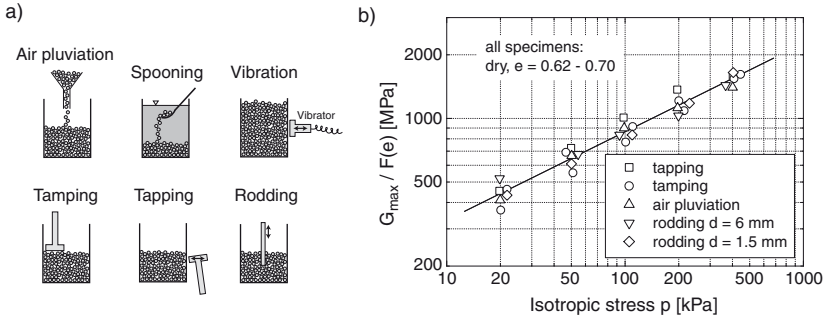 a)
Air pluviation
Spooning
Vibration
Vibrator
Tamping
Tapping
Rodding
b)
G_max / F(e) [MPa]
2000
1000
500
200
all specimens:
dry, e = 0.62 - 0.70
tapping
tamping
air pluviation
rodding d = 6 mm
rodding d = 1.5 mm
10 20 50 100 200 500 1000
Isotropic stress p [kPa]